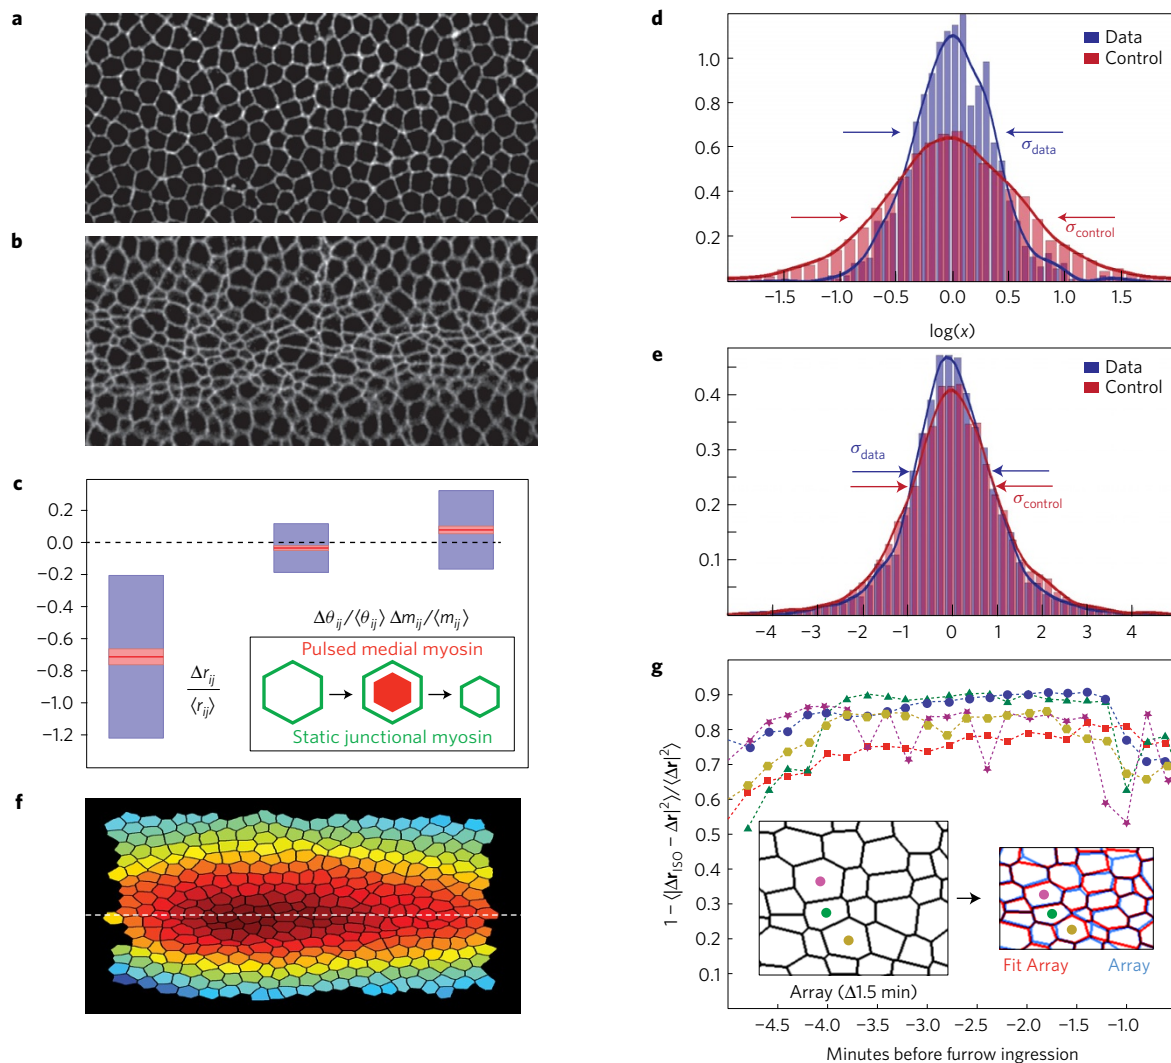 a
b
c
0.2
0.0
−0.2
−0.4
−0.6
−0.8
−1.0
−1.2
Δr_ij
⟨r_ij⟩
Δθ_ij/⟨θ_ij⟩ Δm_ij/⟨m_ij⟩
Pulsed medial myosin
Static junctional myosin
f
d
1.0
0.8
0.6
0.4
0.2
Data
Control
σ_data
σ_control
−1.5 −1.0 −0.5 0.0 0.5 1.0 1.5
log(x)
e
0.4
0.3
0.2
0.1
Data
Control
σ_data
σ_control
−4 −3 −2 −1 0 1 2 3 4
g
1 − ⟨|Δr_ISO − Δr|²⟩/⟨Δr|²⟩
0.9
0.8
0.7
0.6
0.5
0.4
0.3
0.2
0.1
Array (Δ1.5 min)
Fit Array
Array
−4.5 −4.0 −3.5 −3.0 −2.5 −2.0 −1.5 −1.0
Minutes before furrow ingression